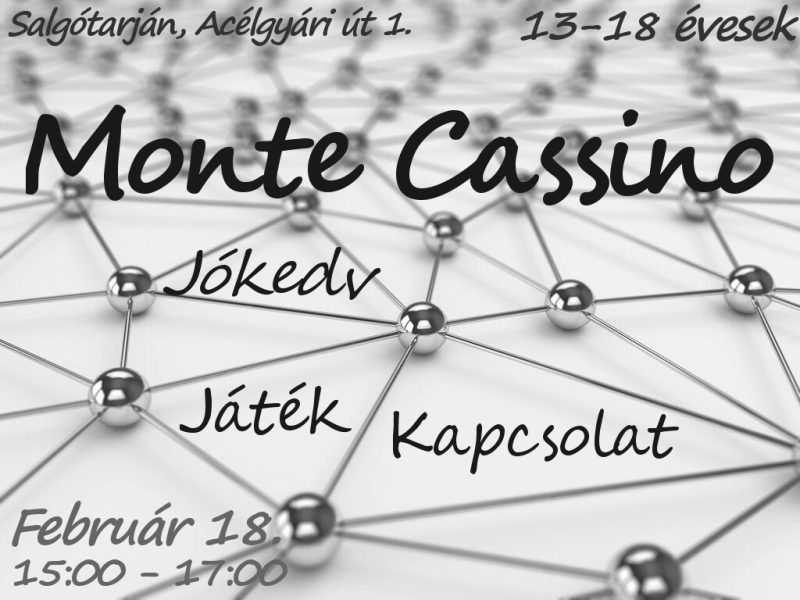 Salgótarján, Acélgyári út 1.
13-18 évesek
Monte Cassino
Jókedv
Játék
Kapcsolat
Február 18.
15:00 - 17:00